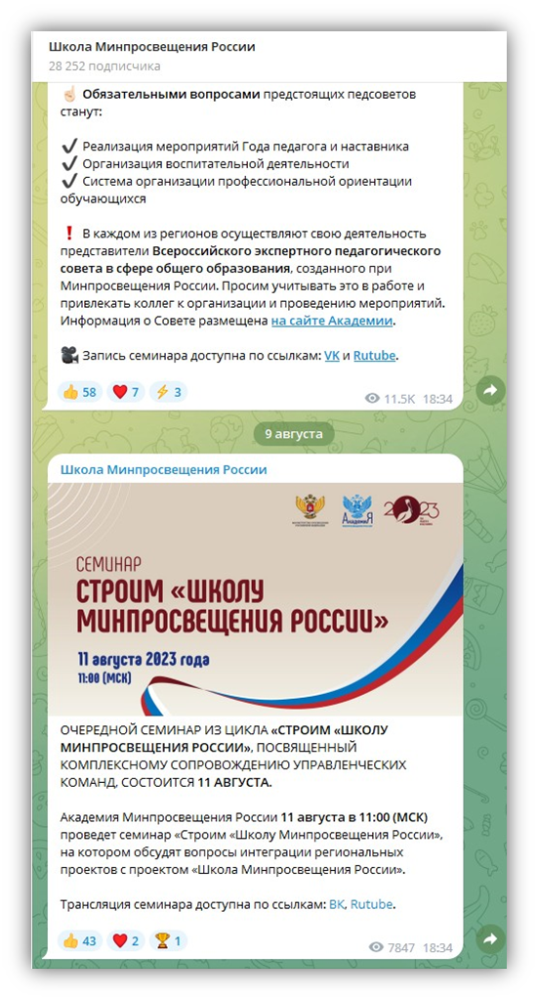 Школа Минпросвещения России
28 252 подписчика
☝🏻 Обязательными вопросами предстоящих педсоветов
станут:
✔ Реализация мероприятий Года педагога и наставника
✔ Организация воспитательной деятельности
✔ Система организации профессиональной ориентации
обучающихся
❗ В каждом из регионов осуществляют свою деятельность
представители Всероссийского экспертного педагогического
совета в сфере общего образования, созданного при
Минпросвещения России. Просим учитывать это в работе и
привлекать коллег к организации и проведению мероприятий.
Информация о Совете размещена на сайте Академии.
🎥 Запись семинара доступна по ссылкам: VK и Rutube.
👍 58 ❤ 7 ⚡ 3
11.5K 18:34
9 августа
Школа Минпросвещения России
АкадемиЯ
2023
СЕМИНАР
СТРОИМ «ШКОЛУ
МИНПРОСВЕЩЕНИЯ РОССИИ»
11 августа 2023 года
11:00 (МСК)
ОЧЕРЕДНОЙ СЕМИНАР ИЗ ЦИКЛА «СТРОИМ «ШКОЛУ
МИНПРОСВЕЩЕНИЯ РОССИИ», ПОСВЯЩЕННЫЙ
КОМПЛЕКСНОМУ СОПРОВОЖДЕНИЮ УПРАВЛЕНЧЕСКИХ
КОМАНД, СОСТОИТСЯ 11 АВГУСТА.
Академия Минпросвещения России 11 августа в 11:00 (МСК)
проведет семинар «Строим «Школу Минпросвещения России»,
на котором обсудят вопросы интеграции региональных
проектов с проектом «Школа Минпросвещения России».
Трансляция семинара доступна по ссылкам: ВК, Rutube.
👍 43 ❤ 2 🏆 1
7847 18:34